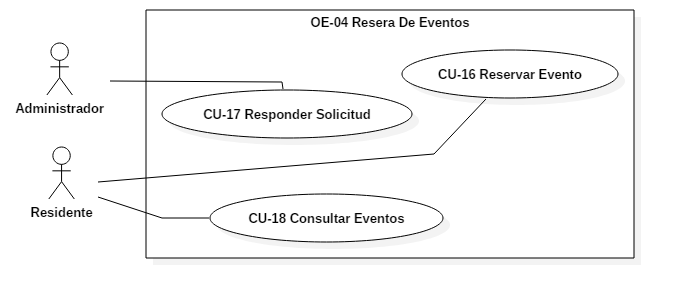 OE-04 Resera De Eventos
CU-16 Reservar Evento
Administrador
CU-17 Responder Solicitud
Residente
CU-18 Consultar Eventos